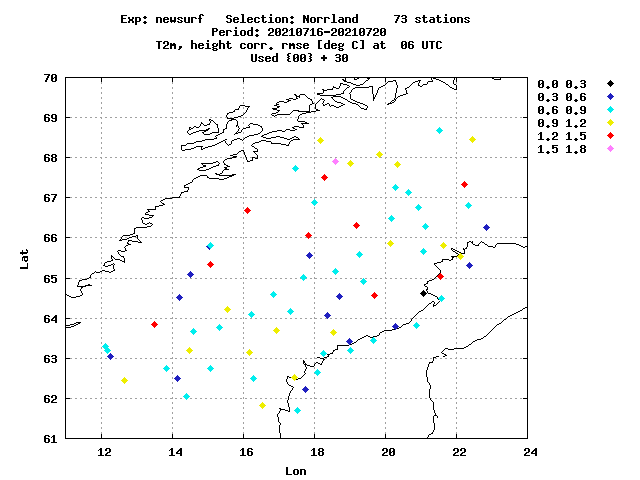 Exp: newsurf   Selection: Norrland     73 stations
Period: 20210716-20210720
T2m, height corr. rmse [deg C] at  06 UTC
Used {00} + 30
70
69
68
67
66
65
64
63
62
61
12 14 16 18 20 22 24
Lat
Lon
0.0 0.3
0.3 0.6
0.6 0.9
0.9 1.2
1.2 1.5
1.5 1.8